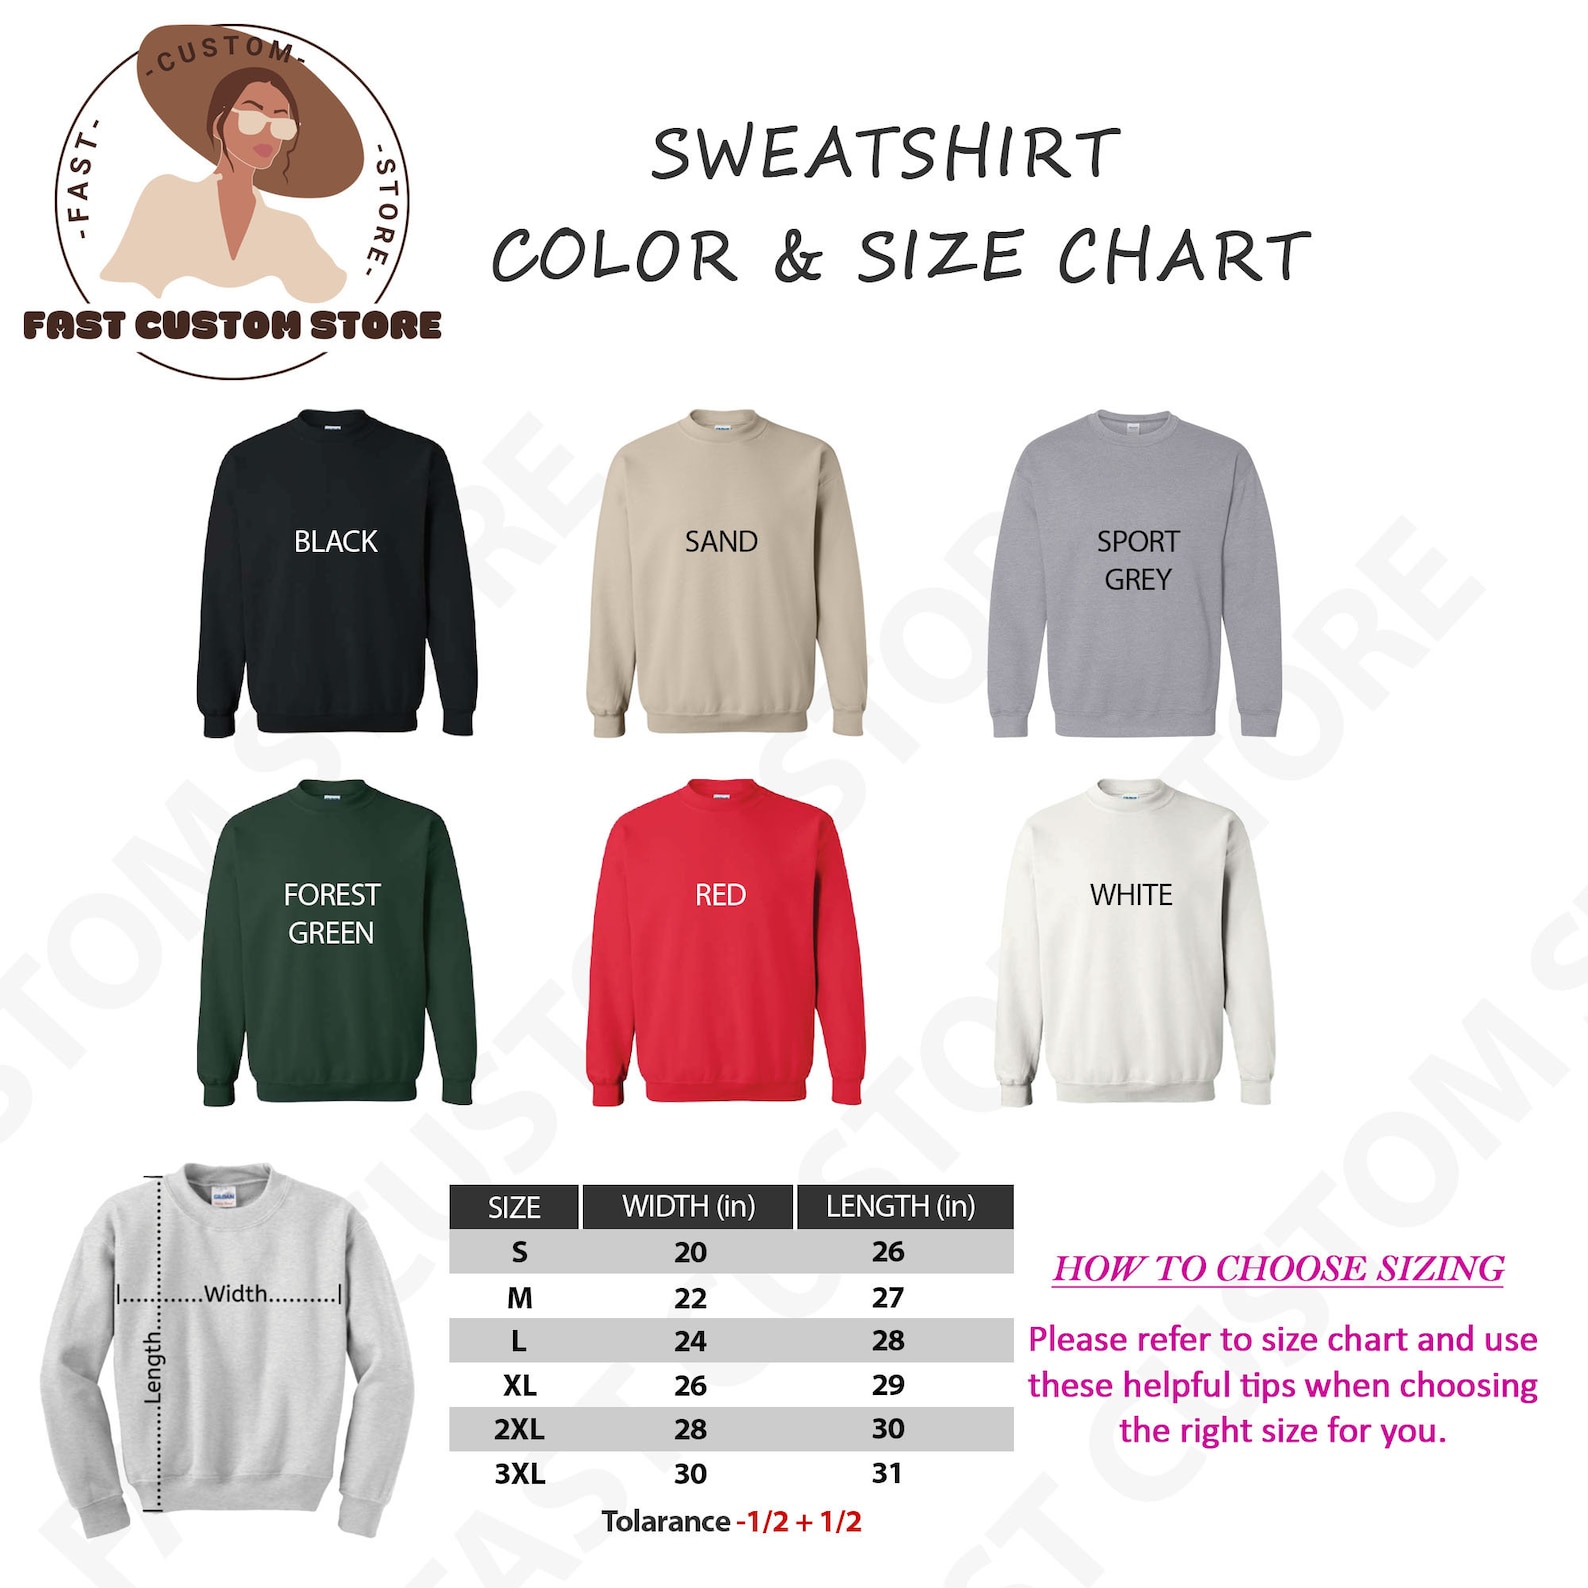 -CUSTOM-
-FAST-
-STORE-
FAST CUSTOM STORE
SWEATSHIRT
COLOR & SIZE CHART
BLACK
SAND
SPORT
GREY
FOREST
GREEN
RED
WHITE
|............Width..........|
Length
SIZE WIDTH (in) LENGTH (in)
S 20 26
M 22 27
L 24 28
XL 26 29
2XL 28 30
3XL 30 31
Tolarance -1/2 + 1/2
HOW TO CHOOSE SIZING
Please refer to size chart and use
these helpful tips when choosing
the right size for you.
FAST CUSTOM STORE